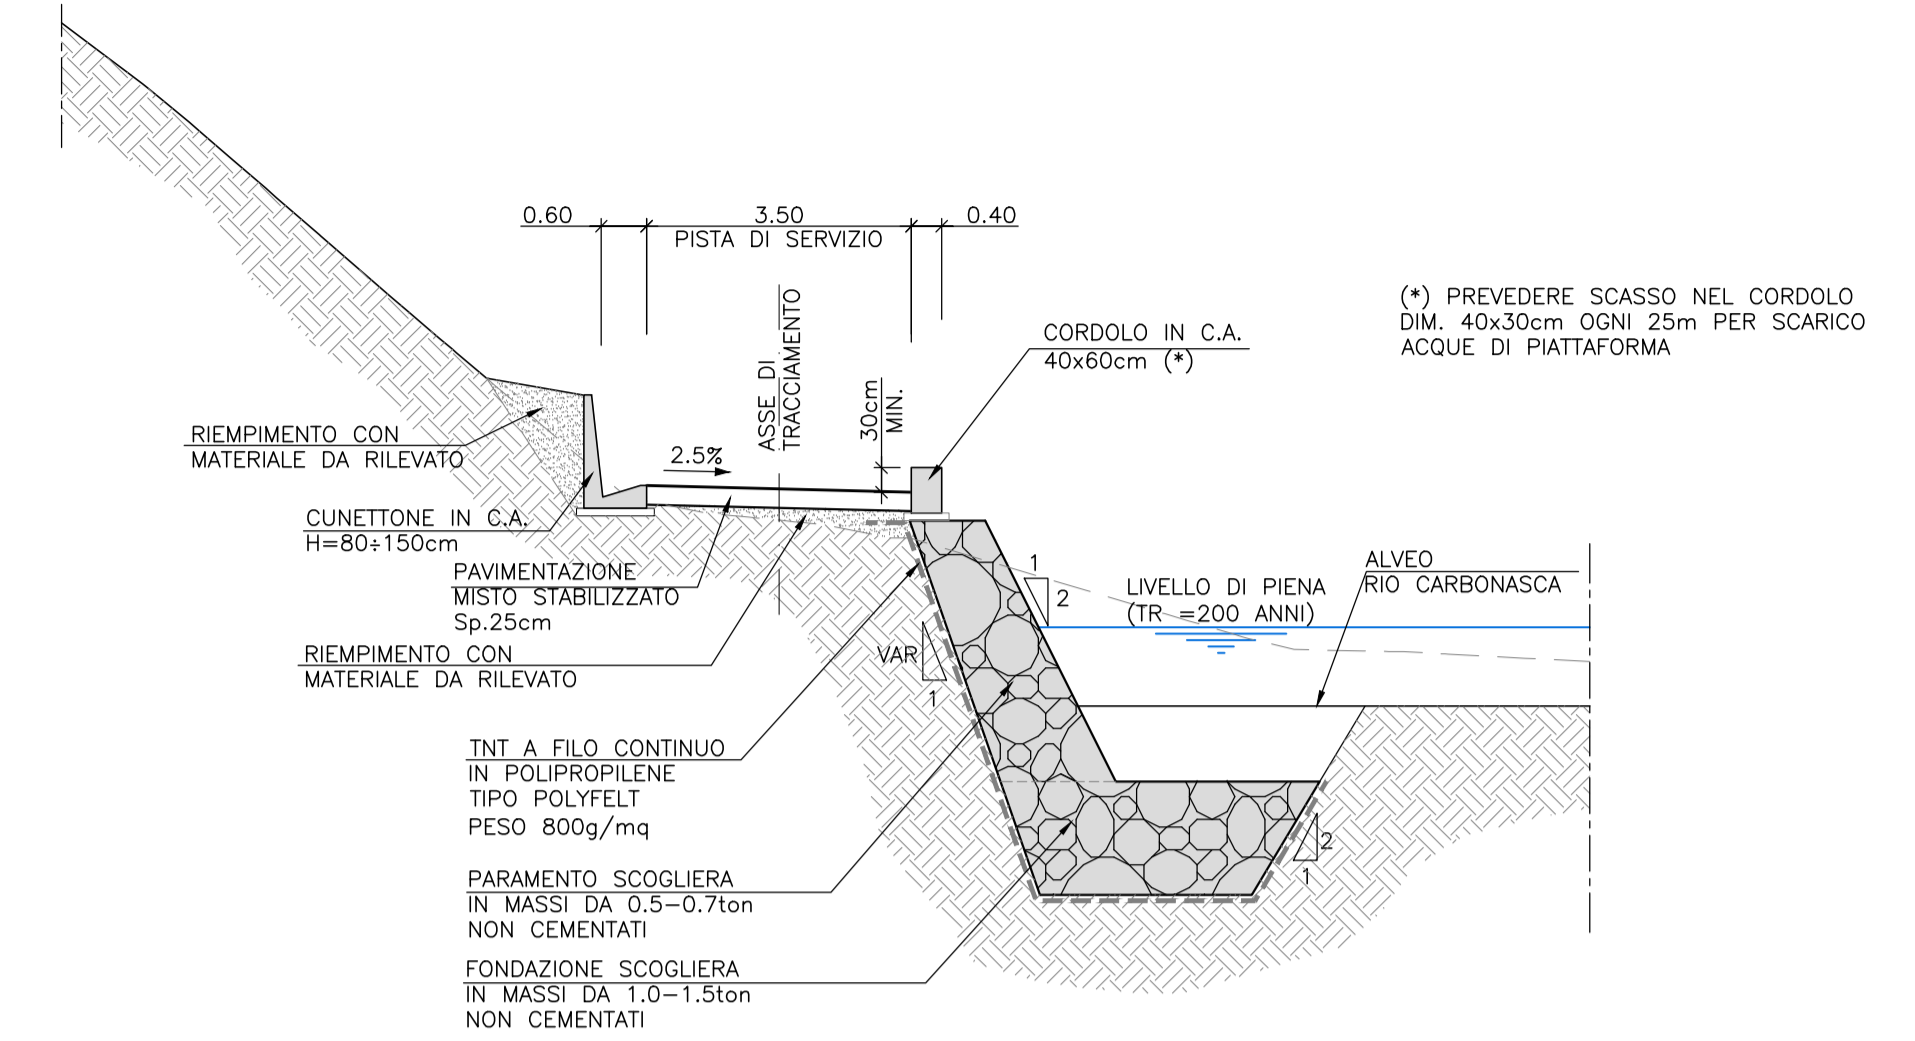 0.60 3.50 0.40
PISTA DI SERVIZIO
ASSE DI
TRACCIAMENTO
(*) PREVEDERE SCASSO NEL CORDOLO
DIM. 40x30cm OGNI 25m PER SCARICO
ACQUE DI PIATTAFORMA
CORDOLO IN C.A.
40x60cm (*)
30cm
MIN.
RIEMPIMENTO CON
MATERIALE DA RILEVATO
2.5%
CUNETTONE IN C.A.
H=80÷150cm
PAVIMENTAZIONE
MISTO STABILIZZATO
Sp.25cm
RIEMPIMENTO CON
MATERIALE DA RILEVATO
1
2
LIVELLO DI PIENA
(TR =200 ANNI)
ALVEO
RIO CARBONASCA
VAR
1
TNT A FILO CONTINUO
IN POLIPROPILENE
TIPO POLYFELT
PESO 800g/mq
2
1
PARAMENTO SCOGLIERA
IN MASSI DA 0.5-0.7ton
NON CEMENTATI
FONDAZIONE SCOGLIERA
IN MASSI DA 1.0-1.5ton
NON CEMENTATI